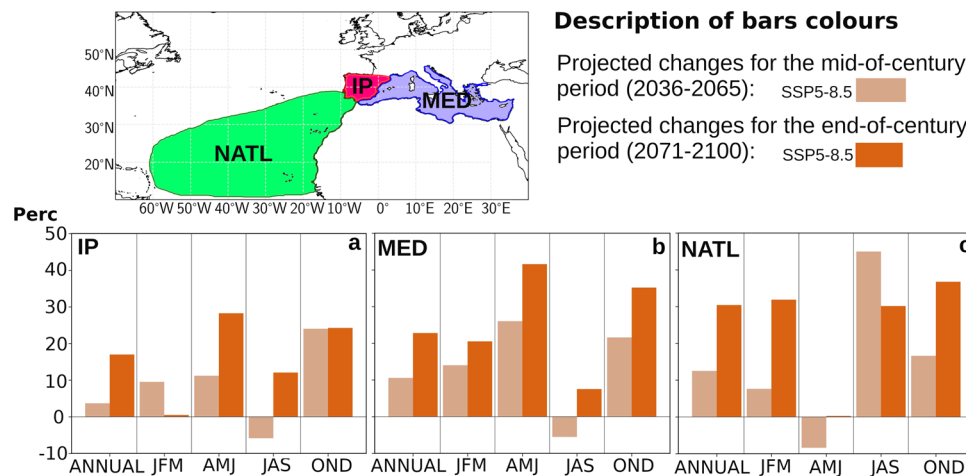 Description of bars colours
Projected changes for the mid-of-century
period (2036-2065): SSP5-8.5
Projected changes for the end-of-century
period (2071-2100): SSP5-8.5
50°N
40°N
30°N
20°N
IP
MED
NATL
60°W 50°W 40°W 30°W 20°W 10°W 0° 10°E 20°E 30°E
Perc
50
40
30
20
10
0
-10
IP a
MED b
NATL c
ANNUAL JFM AMJ JAS OND
ANNUAL JFM AMJ JAS OND
ANNUAL JFM AMJ JAS OND